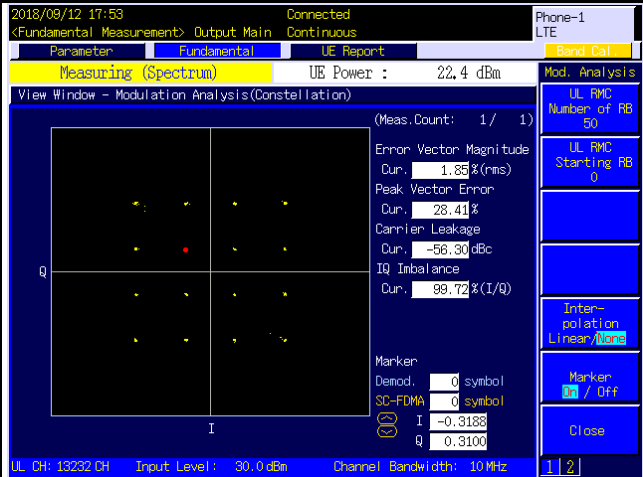 2018/09/12 17:53 Connected Phone-1
<Fundamental Measurement> Output Main Continuous LTE
Parameter Fundamental UE Report Band Cal.
Measuring (Spectrum) UE Power : 22.4 dBm Mod. Analysis
View Window - Modulation Analysis(Constellation)
UL RMC
Number of RB
50
(Meas.Count: 1/ 1)
Error Vector Magnitude
Cur. 1.85 %(rms)
Peak Vector Error
Cur. 28.41 %
Carrier Leakage
Cur. -56.30 dBc
IQ Imbalance
Cur. 99.72 %(I/Q)
UL RMC
Starting RB
0
Q
I
Inter-
polation
Linear/None
Marker
Demod. 0 symbol
SC-FDMA 0 symbol
I -0.3188
Q 0.3100
Marker
On / Off
Close
UL CH: 13232 CH Input Level: 30.0 dBm Channel Bandwidth: 10 MHz 1 2